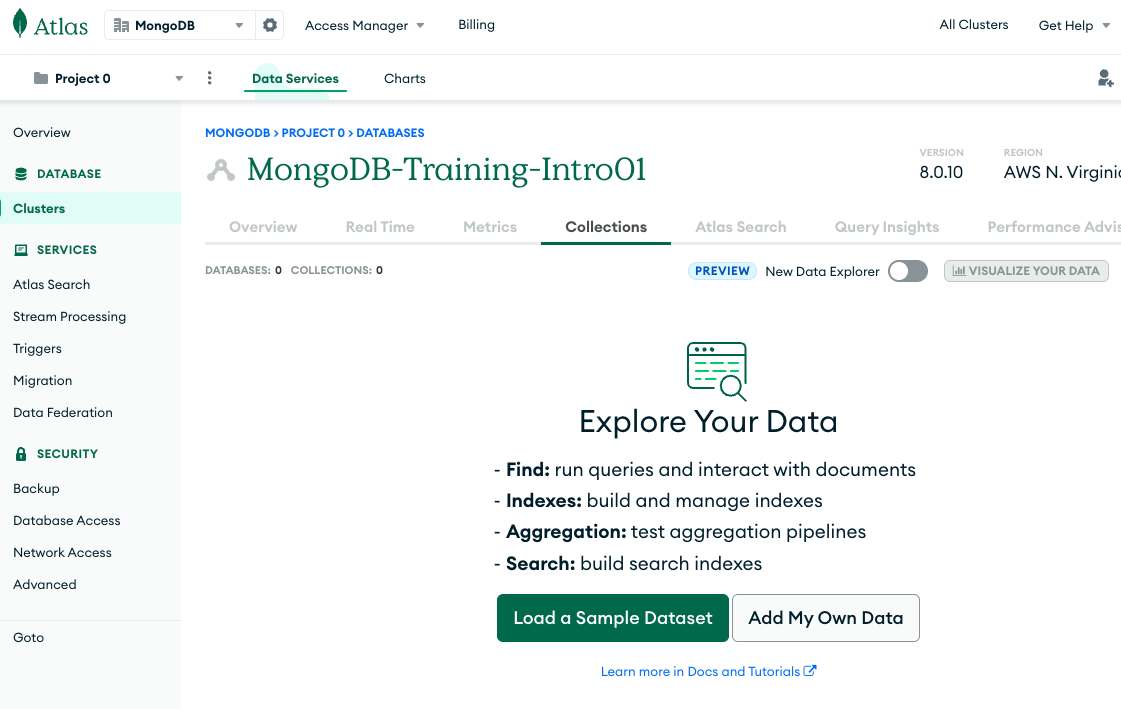 Atlas MongoDB Access Manager Billing All Clusters Get Help
Project 0 Data Services Charts
Overview
DATABASE
Clusters
SERVICES
Atlas Search
Stream Processing
Triggers
Migration
Data Federation
SECURITY
Backup
Database Access
Network Access
Advanced
Goto
MONGODB > PROJECT 0 > DATABASES
MongoDB-Training-Intro01
VERSION REGION
8.0.10 AWS N. Virginia
Overview Real Time Metrics Collections Atlas Search Query Insights Performance Advis
DATABASES: 0 COLLECTIONS: 0 PREVIEW New Data Explorer VISUALIZE YOUR DATA
Explore Your Data
- Find: run queries and interact with documents
- Indexes: build and manage indexes
- Aggregation: test aggregation pipelines
- Search: build search indexes
Load a Sample Dataset Add My Own Data
Learn more in Docs and Tutorials